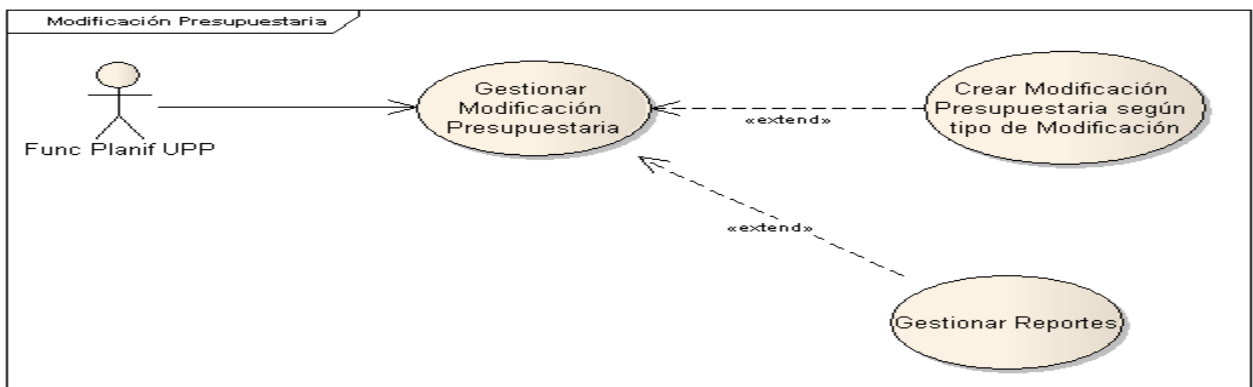 Modificación Presupuestaria
Func Planif UPP
Gestionar
Modificación
Presupuestaria
«extend»
Crear Modificación
Presupuestaria según
tipo de Modificación
«extend»
Gestionar Reportes